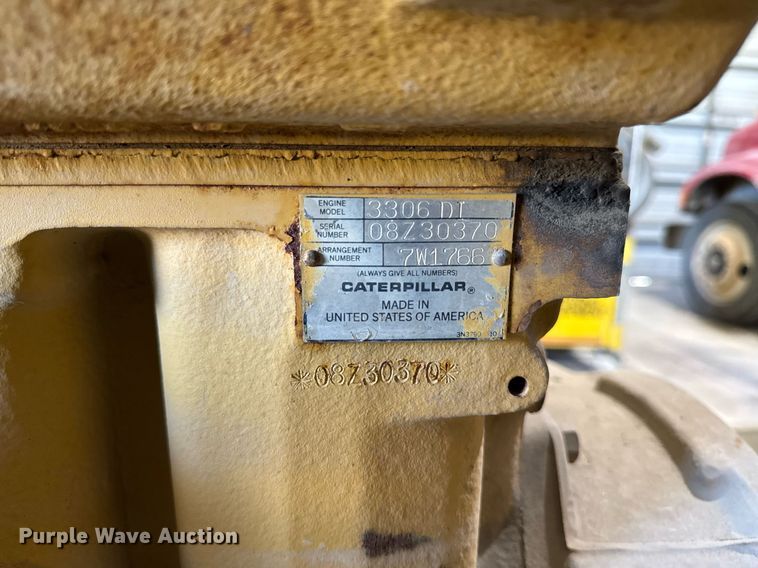 ENGINE MODEL 3306 DI
SERIAL NUMBER 08Z30370
ARRANGEMENT NUMBER 7W1766
(ALWAYS GIVE ALL NUMBERS)
CATERPILLAR®
MADE IN
UNITED STATES OF AMERICA
*08Z30370*
Purple Wave Auction